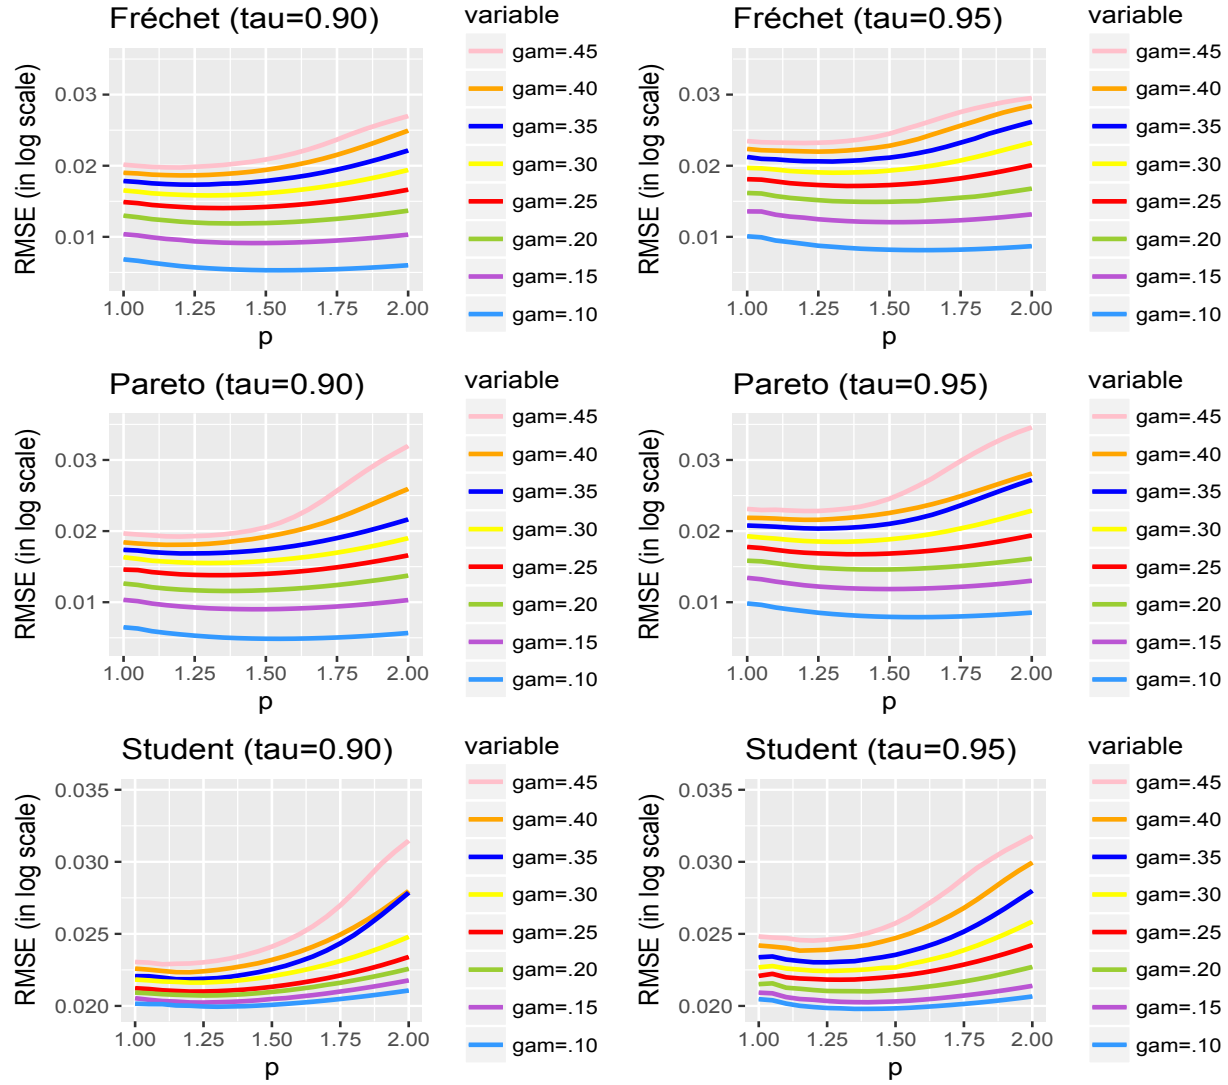 Fréchet (tau=0.90)
RMSE (in log scale)
0.03
0.02
0.01
1.00 1.25 1.50 1.75 2.00
p
variable
gam=.45
gam=.40
gam=.35
gam=.30
gam=.25
gam=.20
gam=.15
gam=.10
Fréchet (tau=0.95)
RMSE (in log scale)
0.03
0.02
0.01
1.00 1.25 1.50 1.75 2.00
p
variable
gam=.45
gam=.40
gam=.35
gam=.30
gam=.25
gam=.20
gam=.15
gam=.10
Pareto (tau=0.90)
RMSE (in log scale)
0.03
0.02
0.01
1.00 1.25 1.50 1.75 2.00
p
variable
gam=.45
gam=.40
gam=.35
gam=.30
gam=.25
gam=.20
gam=.15
gam=.10
Pareto (tau=0.95)
RMSE (in log scale)
0.03
0.02
0.01
1.00 1.25 1.50 1.75 2.00
p
variable
gam=.45
gam=.40
gam=.35
gam=.30
gam=.25
gam=.20
gam=.15
gam=.10
Student (tau=0.90)
RMSE (in log scale)
0.035
0.030
0.025
0.020
1.00 1.25 1.50 1.75 2.00
p
variable
gam=.45
gam=.40
gam=.35
gam=.30
gam=.25
gam=.20
gam=.15
gam=.10
Student (tau=0.95)
RMSE (in log scale)
0.035
0.030
0.025
0.020
1.00 1.25 1.50 1.75 2.00
p
variable
gam=.45
gam=.40
gam=.35
gam=.30
gam=.25
gam=.20
gam=.15
gam=.10